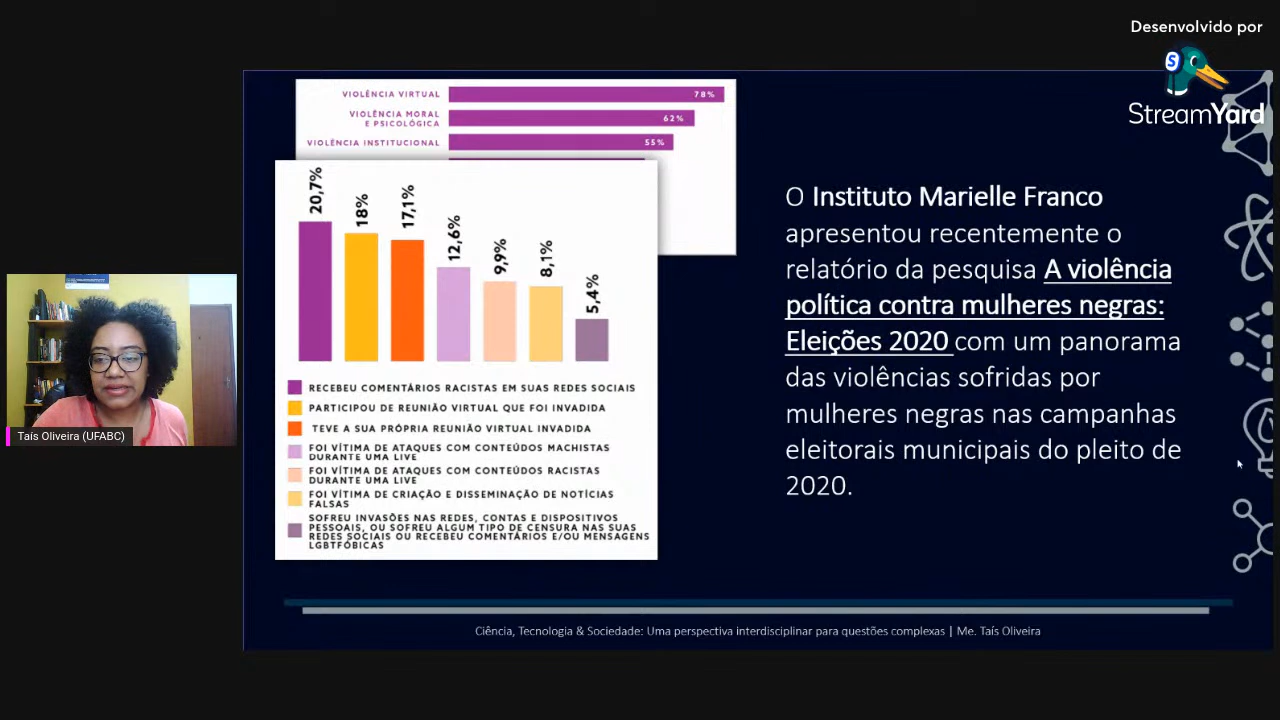 Desenvolvido por
StreamYard
VIOLÊNCIA VIRTUAL 78%
VIOLÊNCIA MORAL
E PSICOLÓGICA 62%
VIOLÊNCIA INSTITUCIONAL 55%
20,7%
18%
17,1%
12,6%
9,9%
8,1%
5,4%
RECEBEU COMENTÁRIOS RACISTAS EM SUAS REDES SOCIAIS
PARTICIPOU DE REUNIÃO VIRTUAL QUE FOI INVADIDA
TEVE A SUA PRÓPRIA REUNIÃO VIRTUAL INVADIDA
FOI VÍTIMA DE ATAQUES COM CONTEÚDOS MACHISTAS
DURANTE UMA LIVE
FOI VÍTIMA DE ATAQUES COM CONTEÚDOS RACISTAS
DURANTE UMA LIVE
FOI VÍTIMA DE CRIAÇÃO E DISSEMINAÇÃO DE NOTÍCIAS
FALSAS
SOFREU INVASÕES NAS REDES, CONTAS E DISPOSITIVOS
PESSOAIS, OU SOFREU ALGUM TIPO DE CENSURA NAS SUAS
REDES SOCIAIS OU RECEBEU COMENTÁRIOS E/OU MENSAGENS
LGBTFÓBICAS
O Instituto Marielle Franco
apresentou recentemente o
relatório da pesquisa A violência
política contra mulheres negras:
Eleições 2020 com um panorama
das violências sofridas por
mulheres negras nas campanhas
eleitorais municipais do pleito de
2020.
Taís Oliveira (UFABC)
Ciência, Tecnologia & Sociedade: Uma perspectiva interdisciplinar para questões complexas | Me. Taís Oliveira